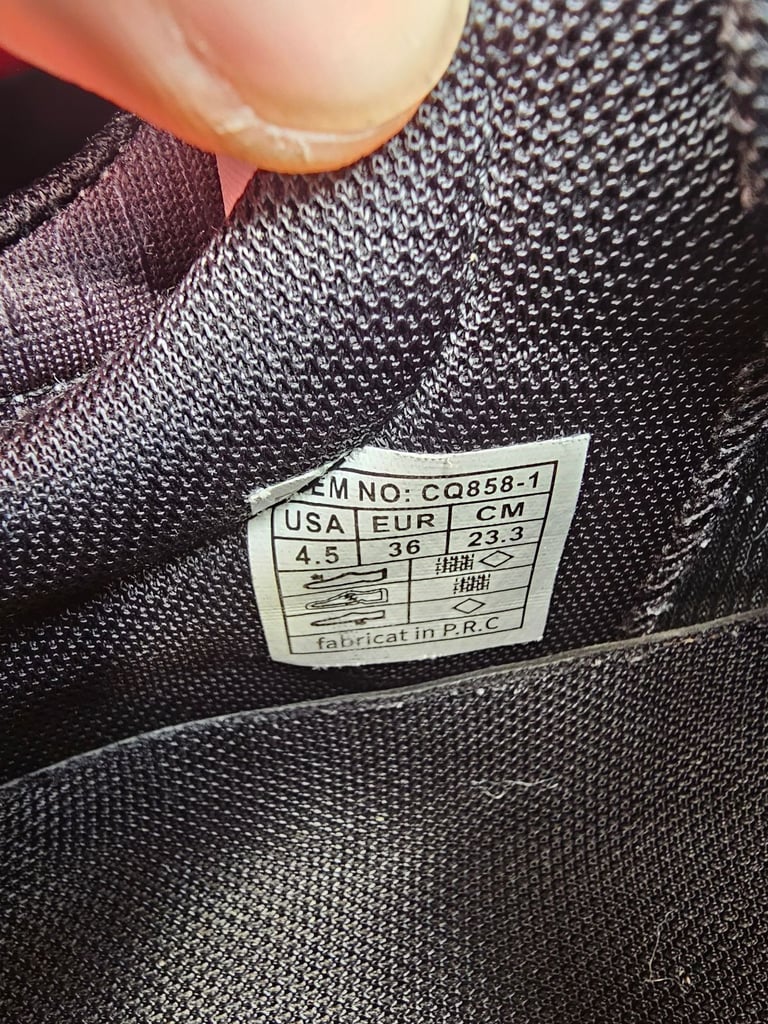 EM NO: CQ858-1
USA EUR CM
4.5 36 23.3
fabricat in P.R.C